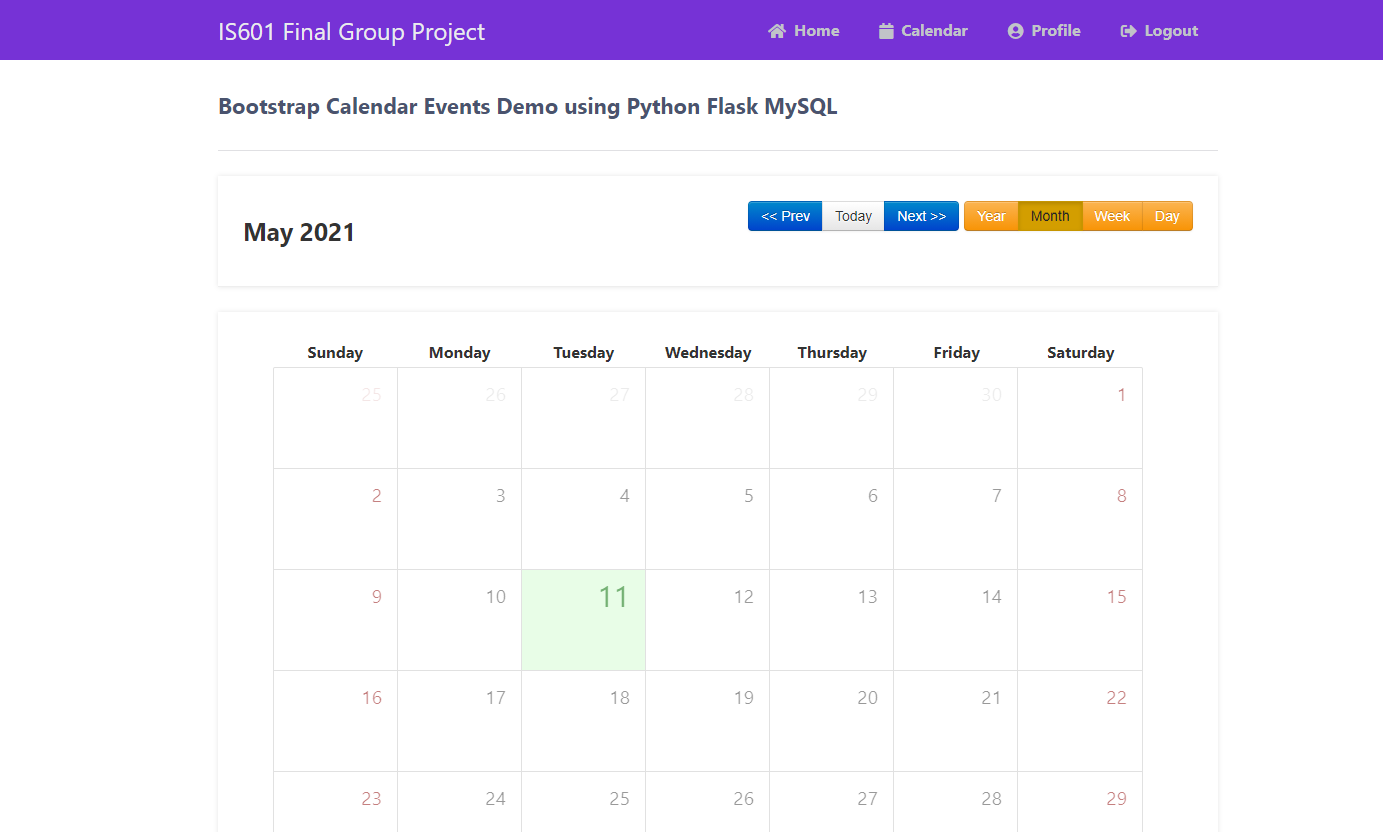 IS601 Final Group Project Home Calendar Profile Logout
Bootstrap Calendar Events Demo using Python Flask MySQL
May 2021 << Prev Today Next >> Year Month Week Day
Sunday Monday Tuesday Wednesday Thursday Friday Saturday
25 26 27 28 29 30 1
2 3 4 5 6 7 8
9 10 11 12 13 14 15
16 17 18 19 20 21 22
23 24 25 26 27 28 29